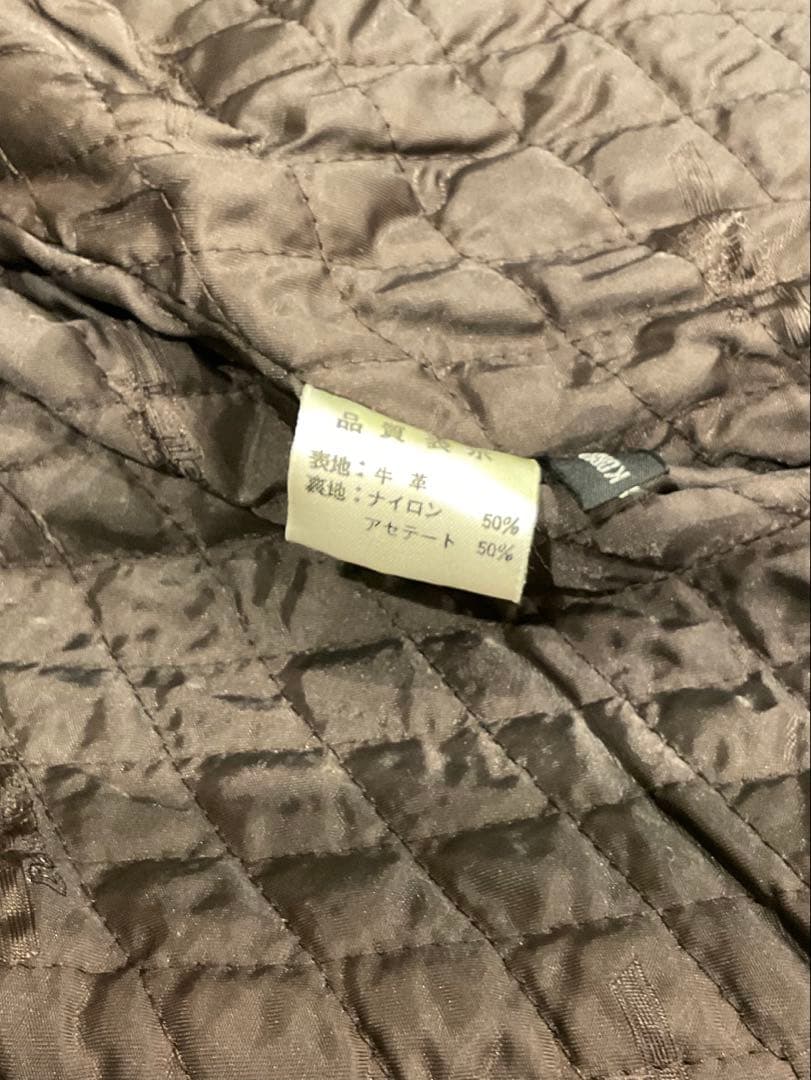 品質表示
表地：牛革
裏地：ナイロン 50%
アセテート 50%